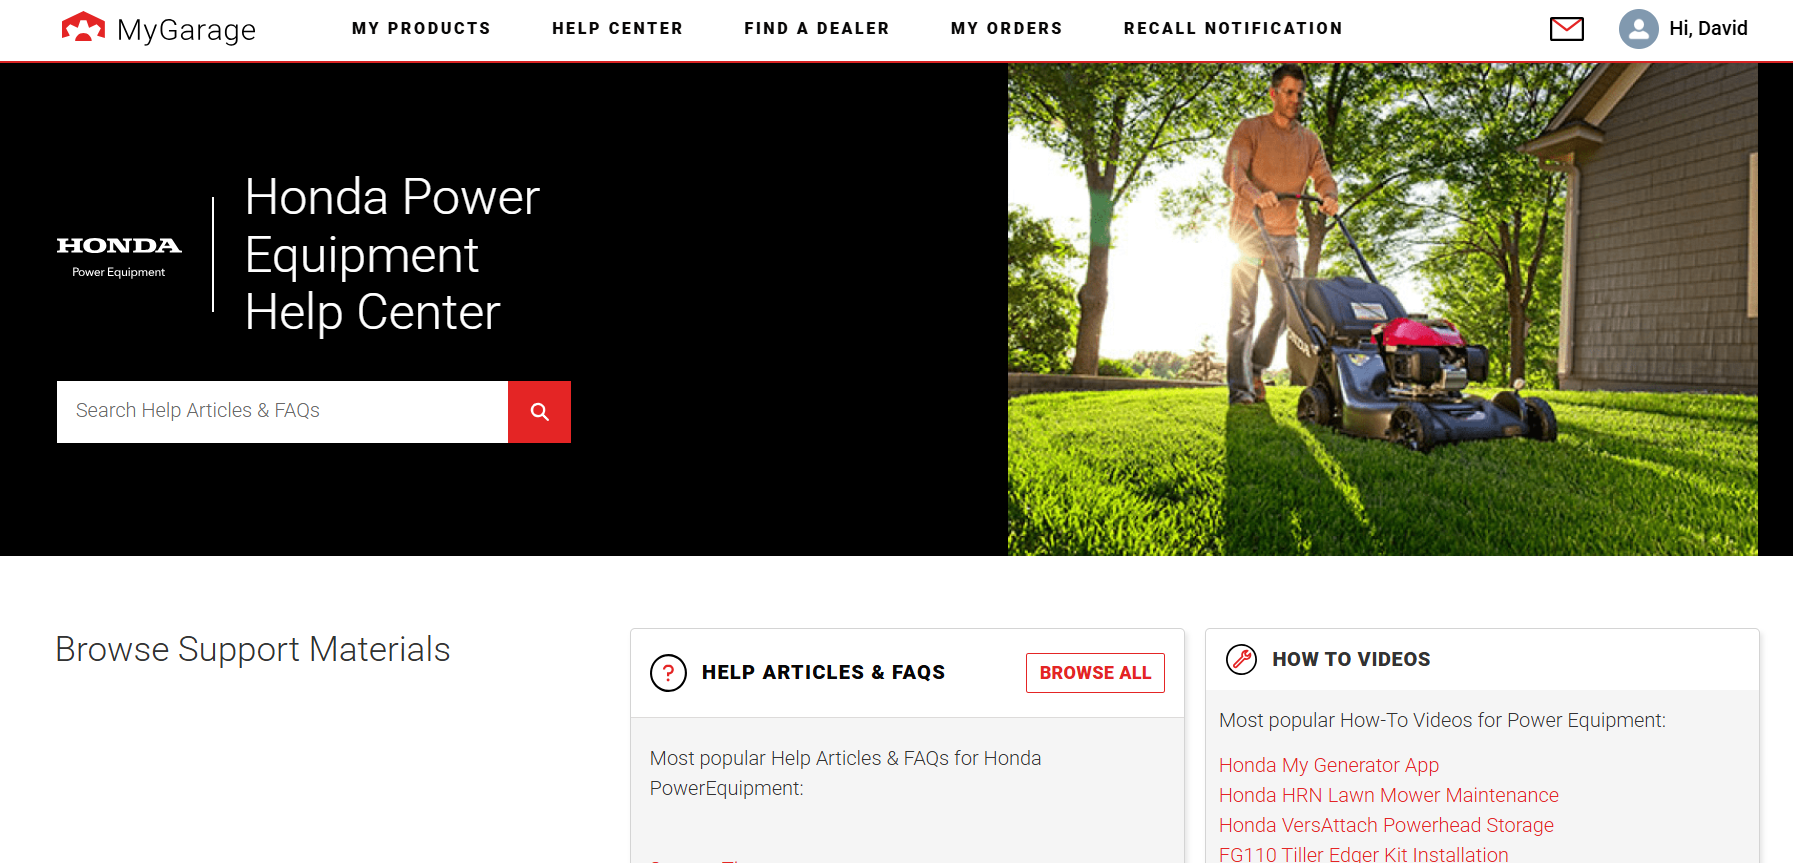 MyGarage
MY PRODUCTS
HELP CENTER
FIND A DEALER
MY ORDERS
RECALL NOTIFICATION
Hi, David
HONDA
Power Equipment
Honda Power
Equipment
Help Center
Search Help Articles & FAQs
HONDA
Browse Support Materials
? HELP ARTICLES & FAQS
BROWSE ALL
Most popular Help Articles & FAQs for Honda
PowerEquipment:
HOW TO VIDEOS
Most popular How-To Videos for Power Equipment:
Honda My Generator App
Honda HRN Lawn Mower Maintenance
Honda VersAttach Powerhead Storage
FG110 Tiller Edger Kit Installation